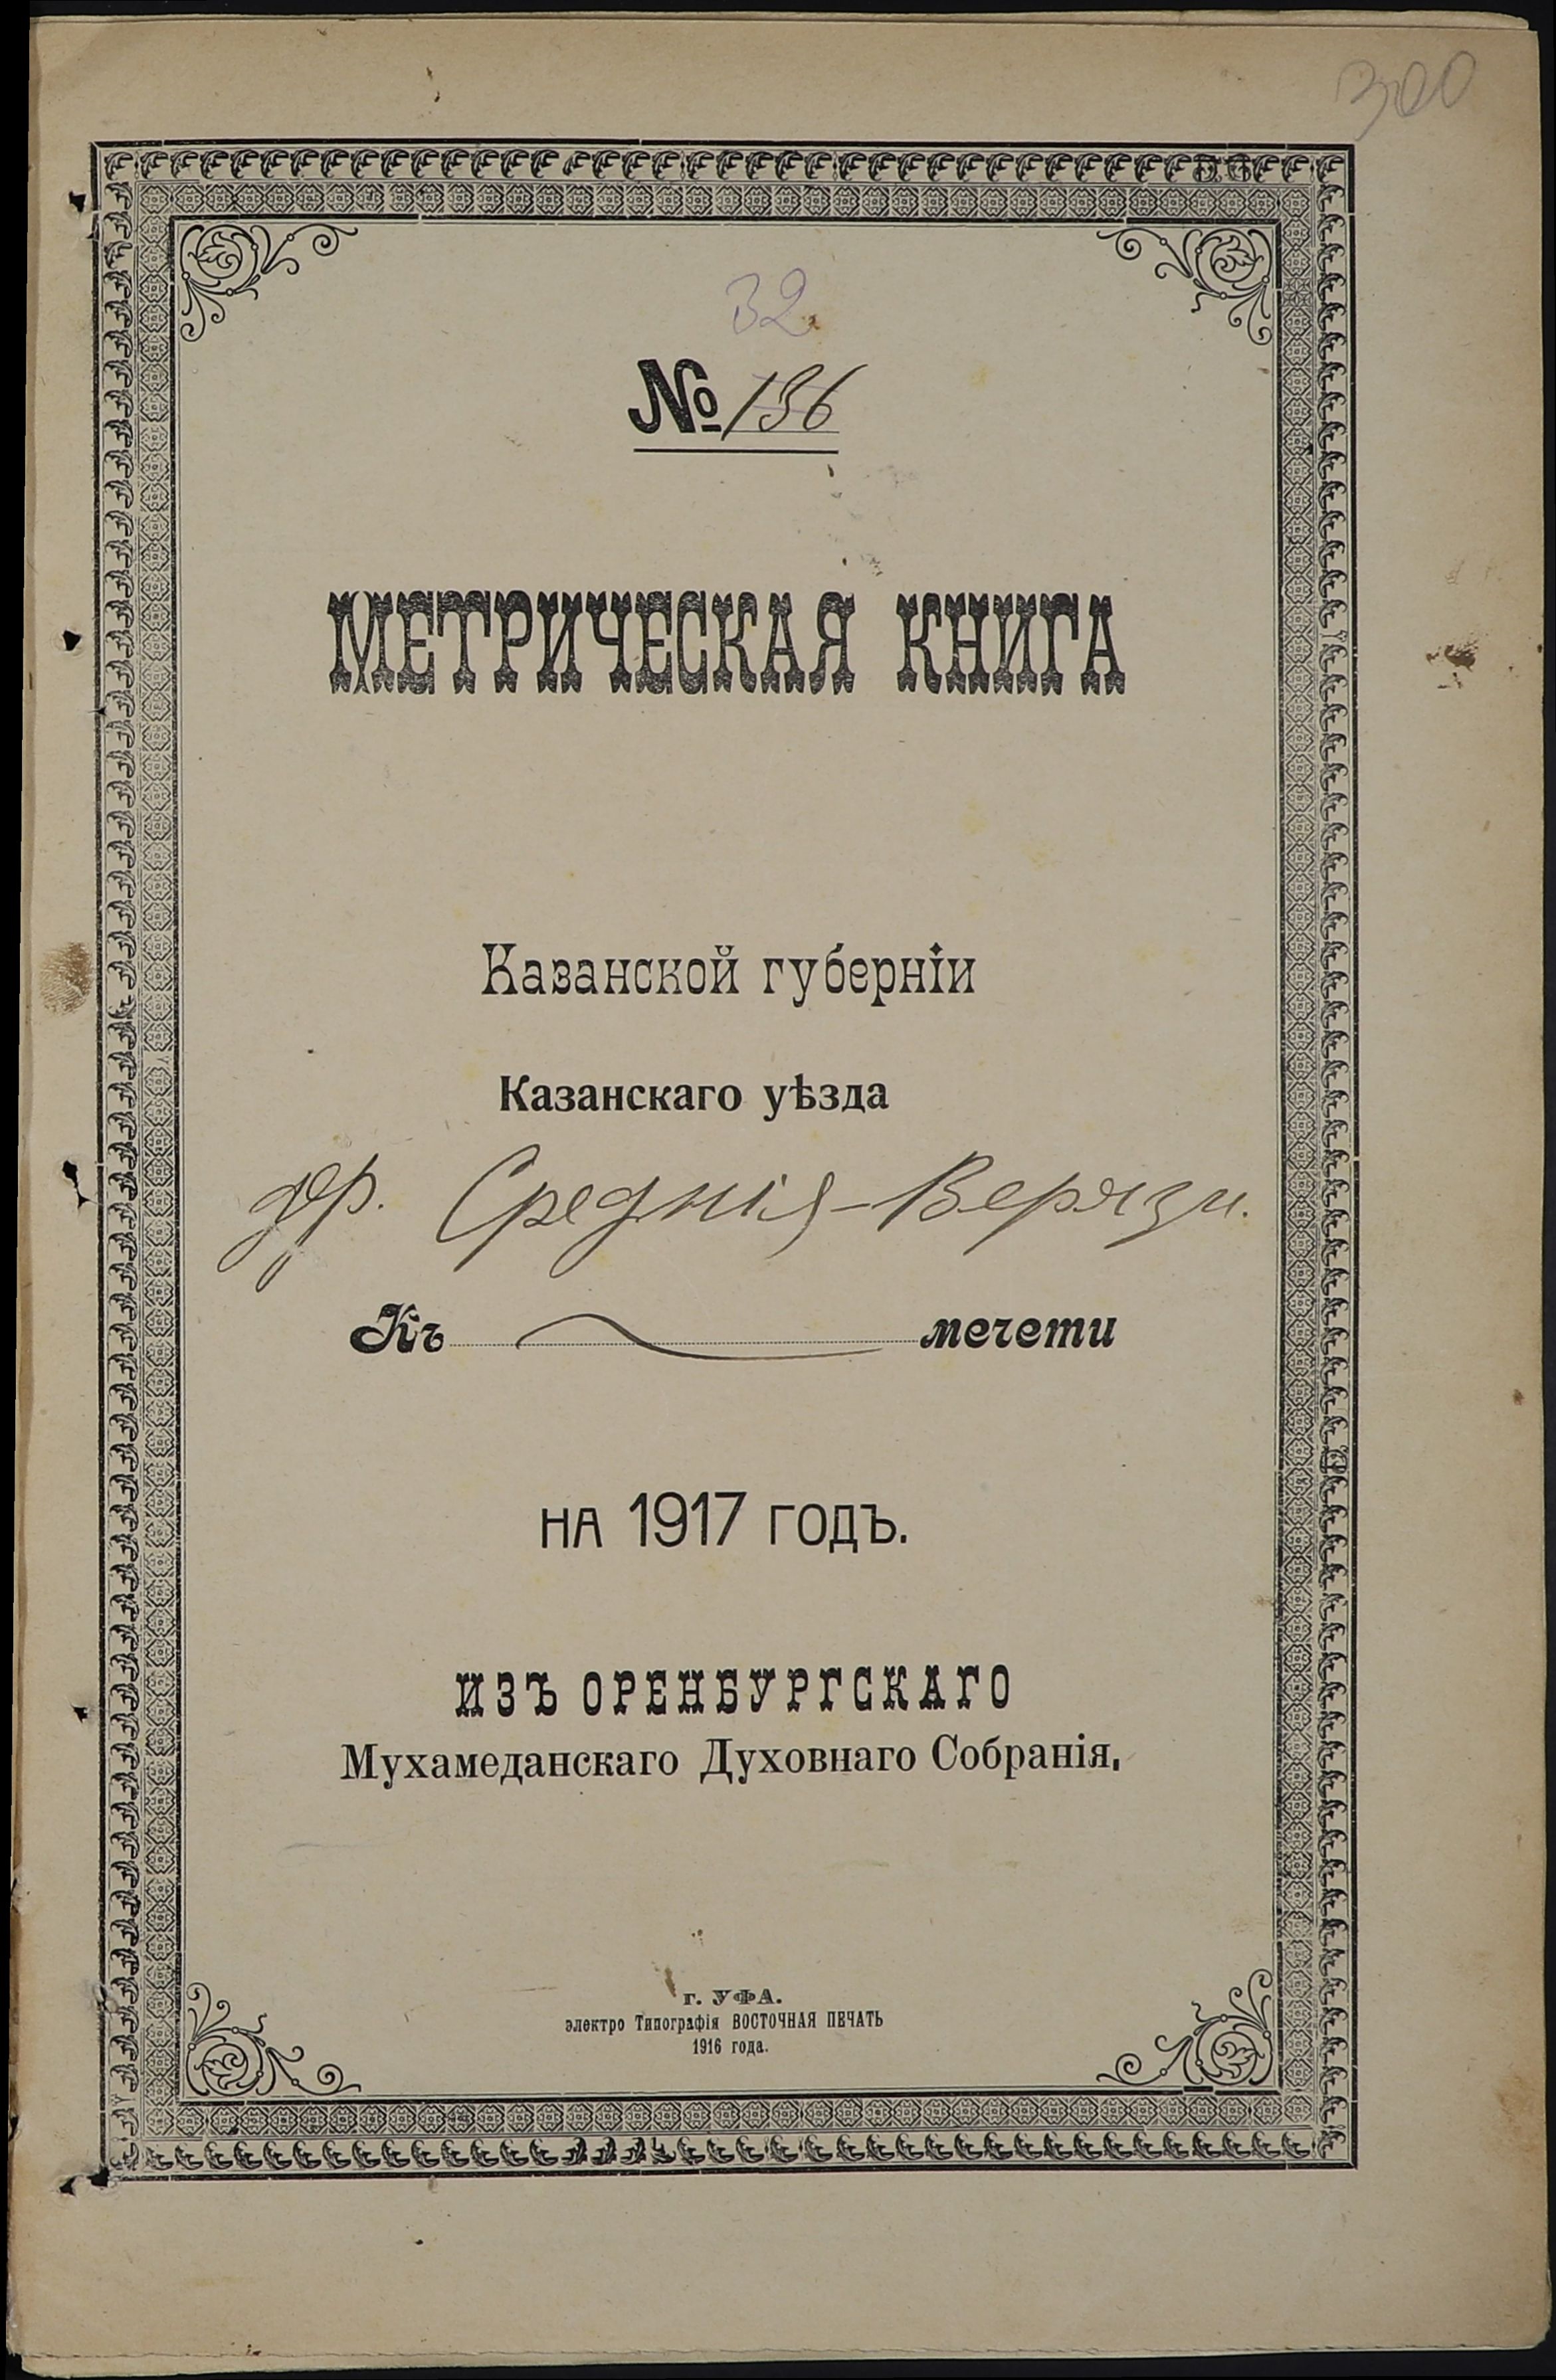 300
32
№ 136
МЕТРИЧЕСКАЯ КНИГА
Казанской губернiи
Казанскаго уѣзда
дер. Среднiя-Верязи.
Къ мечети
НА 1917 ГОДЪ.
ИЗЪ ОРЕНБУРГСКАГО
Мухамеданскаго Духовнаго Собранiя,
г. УФА.
электро Типографiя ВОСТОЧНАЯ ПЕЧАТЬ
1916 года.